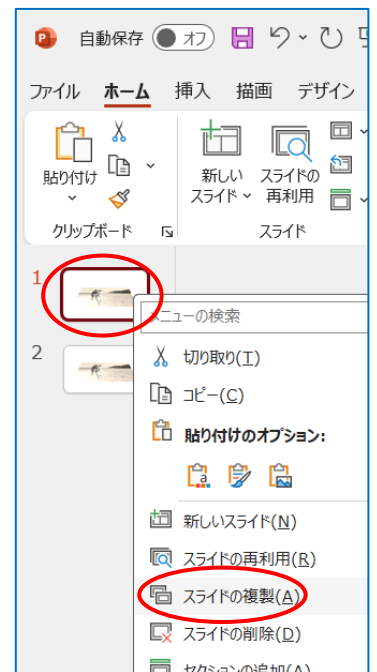 自動保存 オフ
ファイル ホーム 挿入 描画 デザイン
貼り付け
新しい
スライド
スライドの
再利用
クリップボード
スライド
1
メニューの検索
2
切り取り(T)
コピー(C)
貼り付けのオプション:
新しいスライド(N)
スライドの再利用(R)
スライドの複製(A)
スライドの削除(D)
セクションの追加(A)